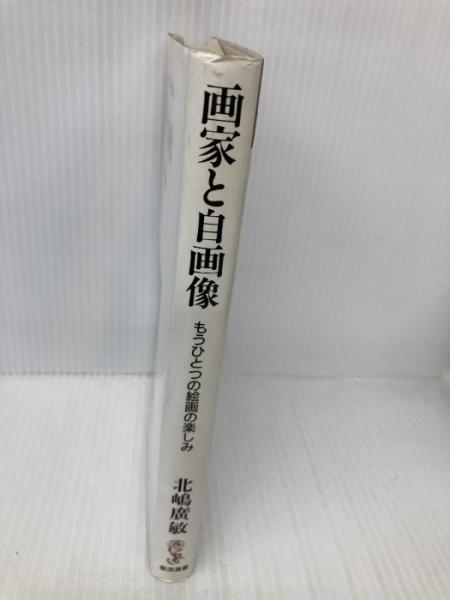 画家と自画像
もうひとつの絵画の楽しみ
北嶋廣敏